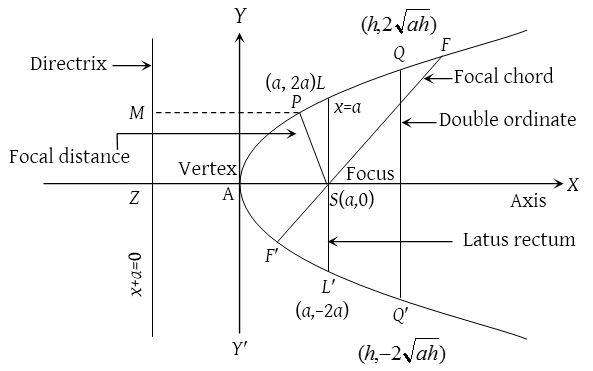 Y
(h,2√ah)
F
Q
Directrix
Focal chord
(a, 2a)L
P
x=a
M
Double ordinate
Focal distance
Vertex
Focus
X
Z
A
S(a,0)
Axis
x+a=0
F′
Latus rectum
L′
(a,–2a)
Q′
Y′
(h,–2√ah)